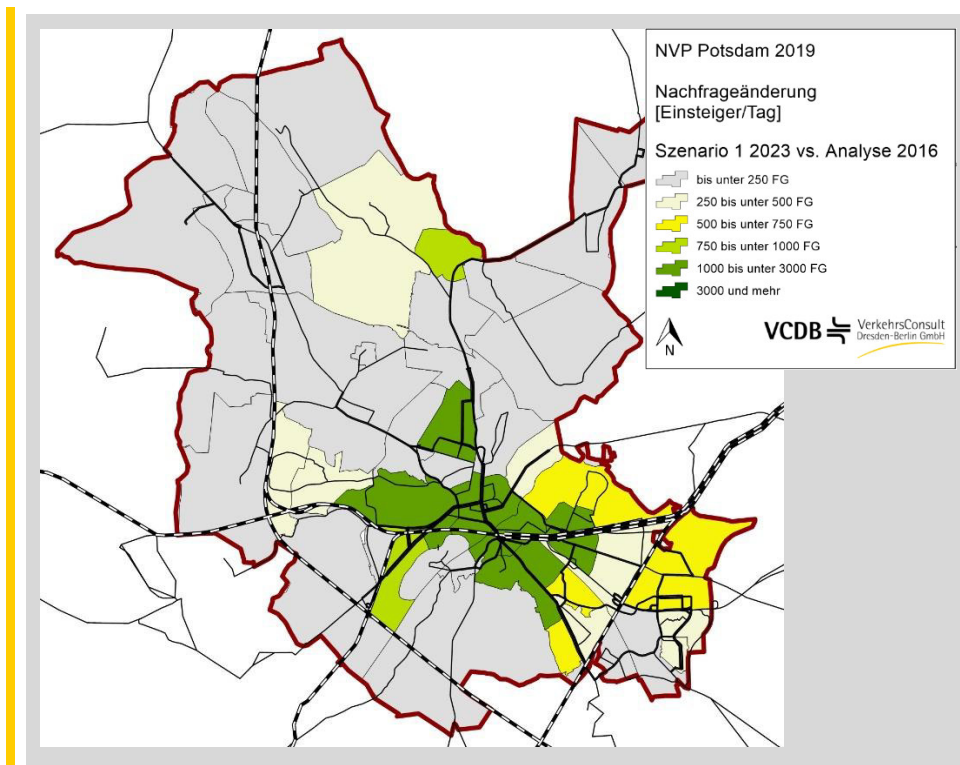 NVP Potsdam 2019
Nachfrageänderung
[Einsteiger/Tag]
Szenario 1 2023 vs. Analyse 2016
bis unter 250 FG
250 bis unter 500 FG
500 bis unter 750 FG
750 bis unter 1000 FG
1000 bis unter 3000 FG
3000 und mehr
N
VCDB VerkehrsConsult
Dresden-Berlin GmbH